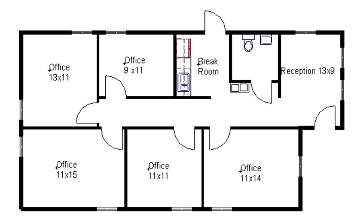 Office
13x11
Office
9 x11
Break
Room
Reception 13x9
Office
11x15
Office
11x11
Office
11x14